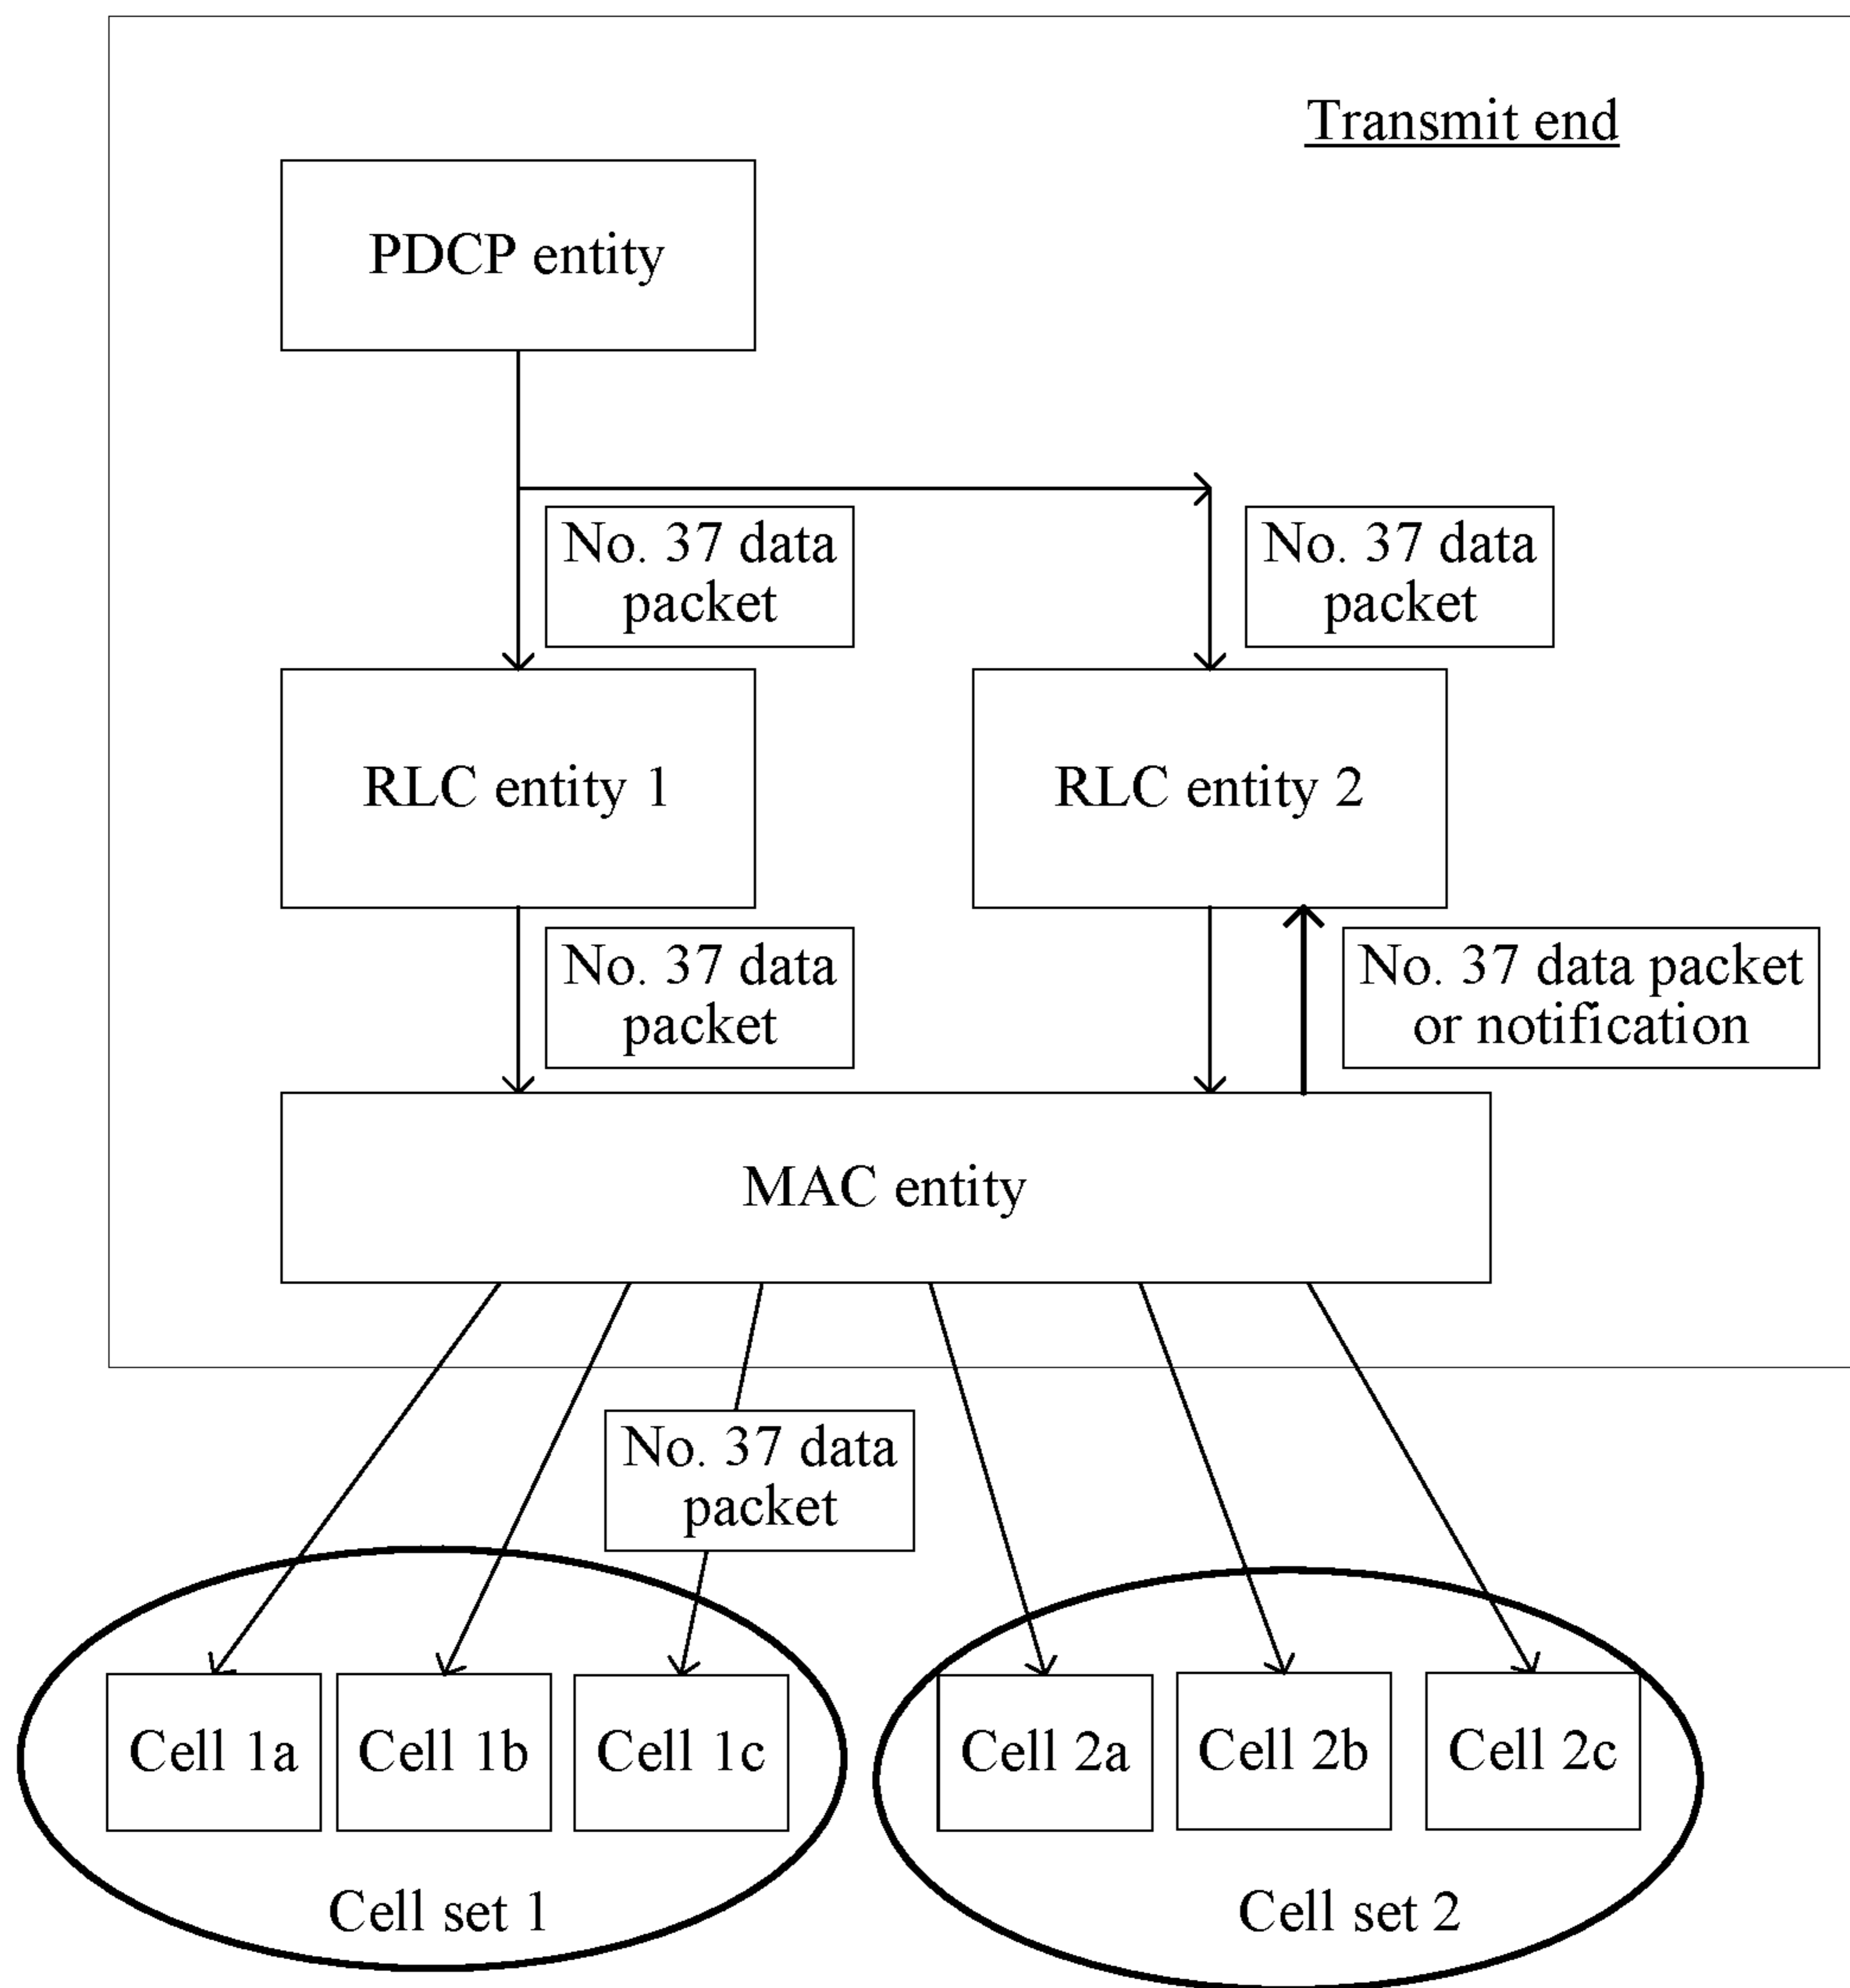 Transmit end
PDCP entity
No. 37 data
packet
No. 37 data
packet
RLC entity 1
RLC entity 2
No. 37 data
packet
No. 37 data packet
or notification
MAC entity
No. 37 data
packet
Cell 1a
Cell 1b
Cell 1c
Cell 2a
Cell 2b
Cell 2c
Cell set 1
Cell set 2